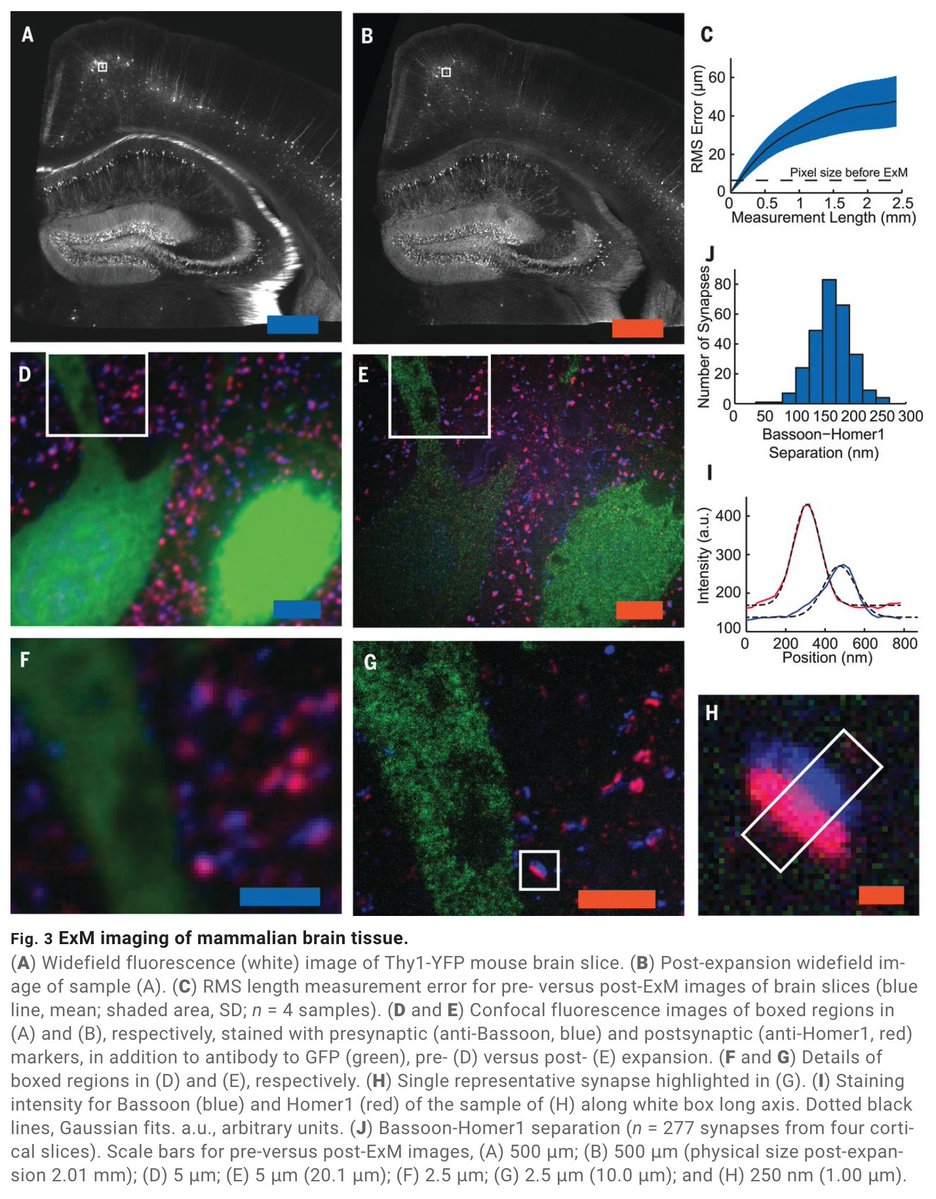 A
B
C
60
40
20
0
RMS Error (µm)
Pixel size before ExM
0 0.5 1.0 1.5 2.0 2.5
Measurement Length (mm)
J
80
60
40
20
0
Number of Synapses
0 50 100 150 200 250 300
Bassoon–Homer1
Separation (nm)
D
E
I
400
300
200
100
Intensity (a.u.)
0 200 400 600 800
Position (nm)
F
G
H
Fig. 3 ExM imaging of mammalian brain tissue.
(A) Widefield fluorescence (white) image of Thy1-YFP mouse brain slice. (B) Post-expansion widefield im-
age of sample (A). (C) RMS length measurement error for pre- versus post-ExM images of brain slices (blue
line, mean; shaded area, SD; n = 4 samples). (D and E) Confocal fluorescence images of boxed regions in
(A) and (B), respectively, stained with presynaptic (anti-Bassoon, blue) and postsynaptic (anti-Homer1, red)
markers, in addition to antibody to GFP (green), pre- (D) versus post- (E) expansion. (F and G) Details of
boxed regions in (D) and (E), respectively. (H) Single representative synapse highlighted in (G). (I) Staining
intensity for Bassoon (blue) and Homer1 (red) of the sample of (H) along white box long axis. Dotted black
lines, Gaussian fits. a.u., arbitrary units. (J) Bassoon-Homer1 separation (n = 277 synapses from four corti-
cal slices). Scale bars for pre-versus post-ExM images, (A) 500 µm; (B) 500 µm (physical size post-expan-
sion 2.01 mm); (D) 5 µm; (E) 5 µm (20.1 µm); (F) 2.5 µm; (G) 2.5 µm (10.0 µm); and (H) 250 nm (1.00 µm).